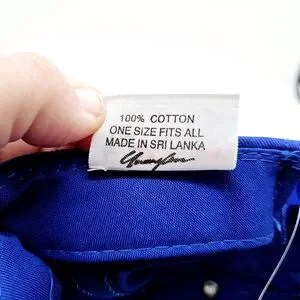 100% COTTON
ONE SIZE FITS ALL
MADE IN SRI LANKA